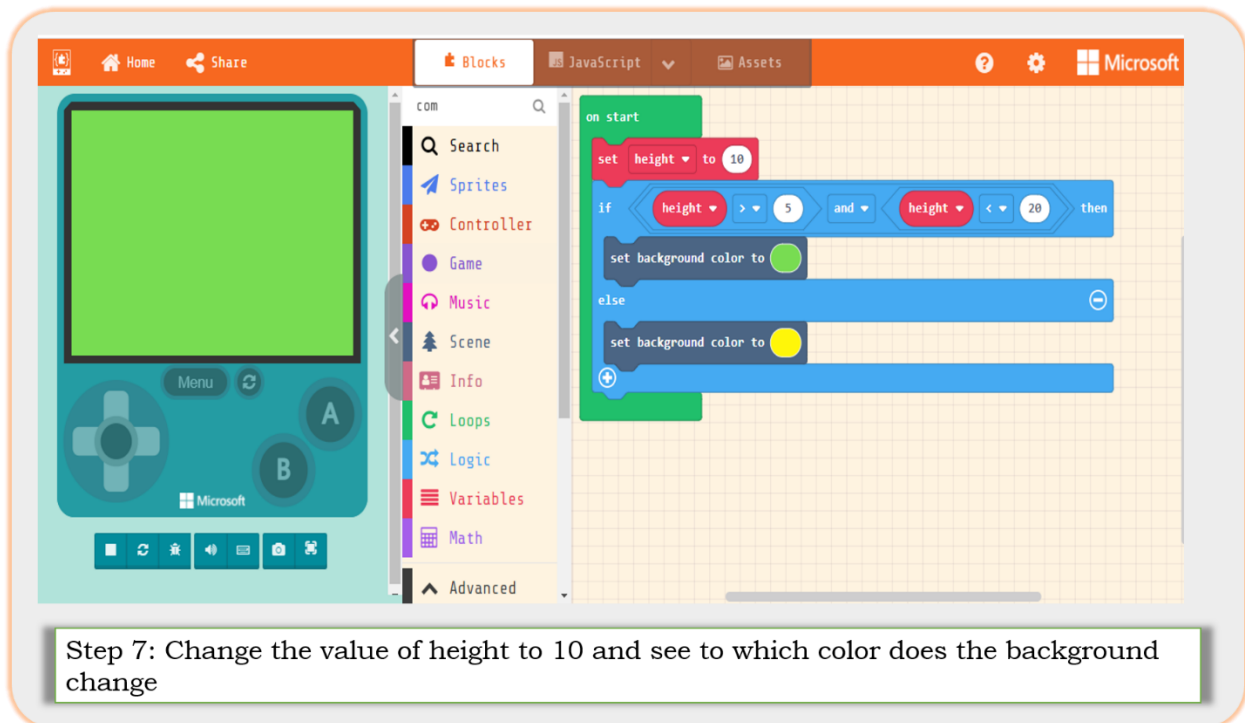 Home Share Blocks JavaScript Assets Microsoft
Menu
A
B
Microsoft
com
Search
Sprites
Controller
Game
Music
Scene
Info
Loops
Logic
Variables
Math
Advanced
on start
set height to 10
if height > 5 and height < 20 then
set background color to
else
set background color to
Step 7: Change the value of height to 10 and see to which color does the background
change